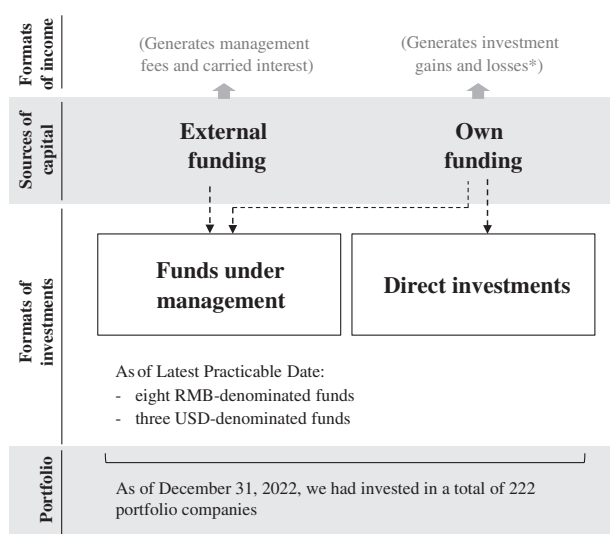 Formats
of income
(Generates management
fees and carried interest)
(Generates investment
gains and losses*)
Sources of
capital
External
funding
Own
funding
Formats of
investments
Funds under
management
Direct investments
As of Latest Practicable Date:
- eight RMB-denominated funds
- three USD-denominated funds
Portfolio
As of December 31, 2022, we had invested in a total of 222
portfolio companies